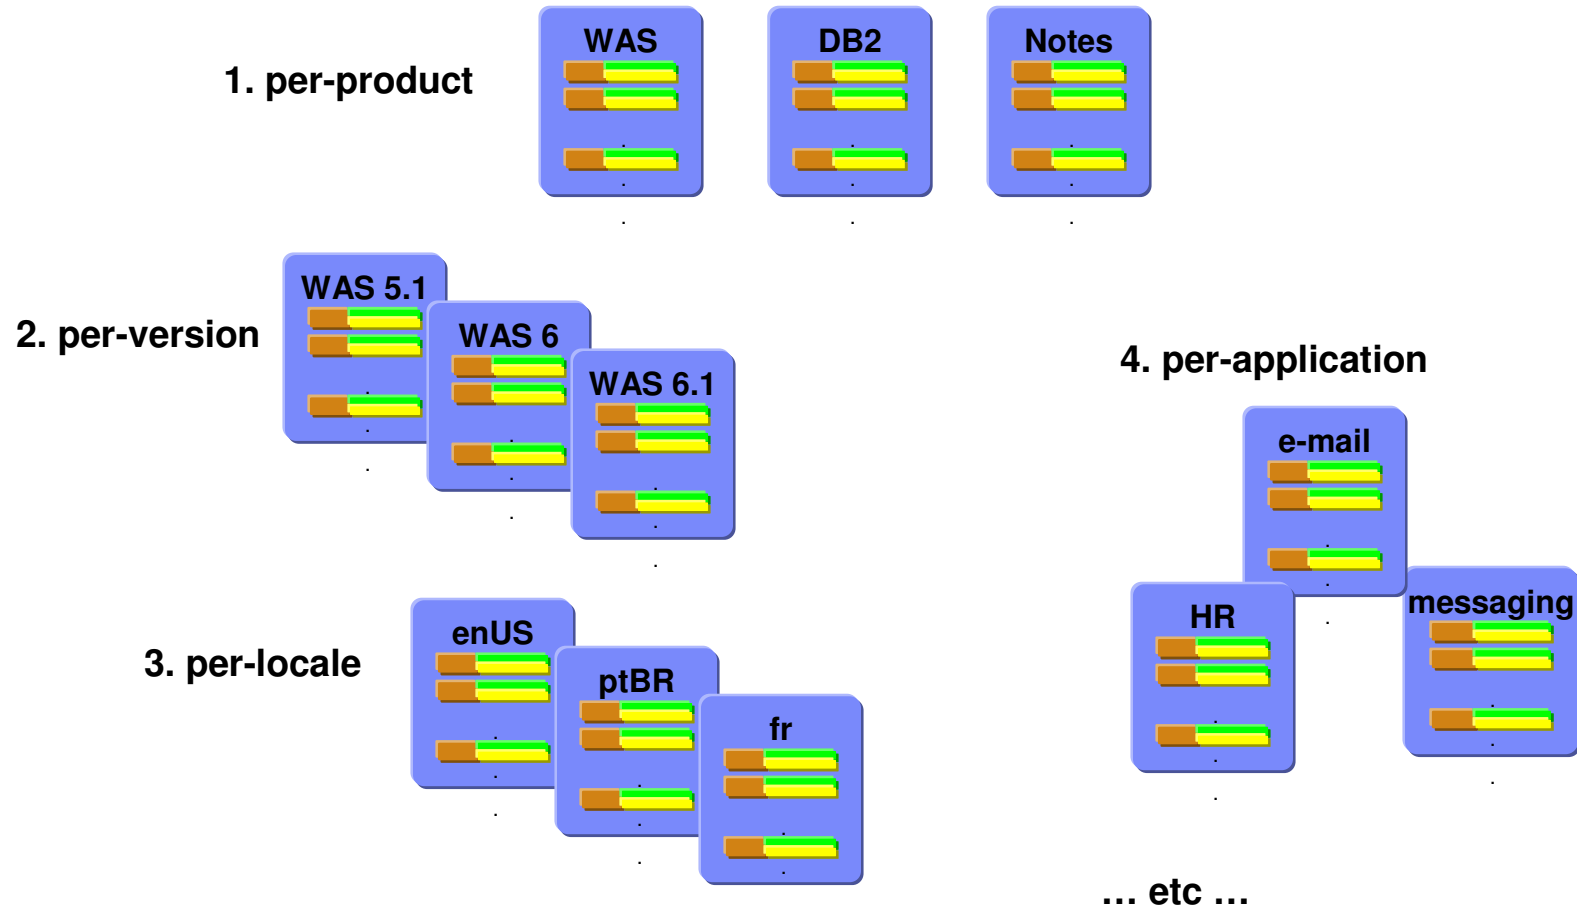 1. per-product
WAS
DB2
Notes
2. per-version
WAS 5.1
WAS 6
WAS 6.1
3. per-locale
enUS
ptBR
fr
4. per-application
e-mail
HR
messaging
... etc ...